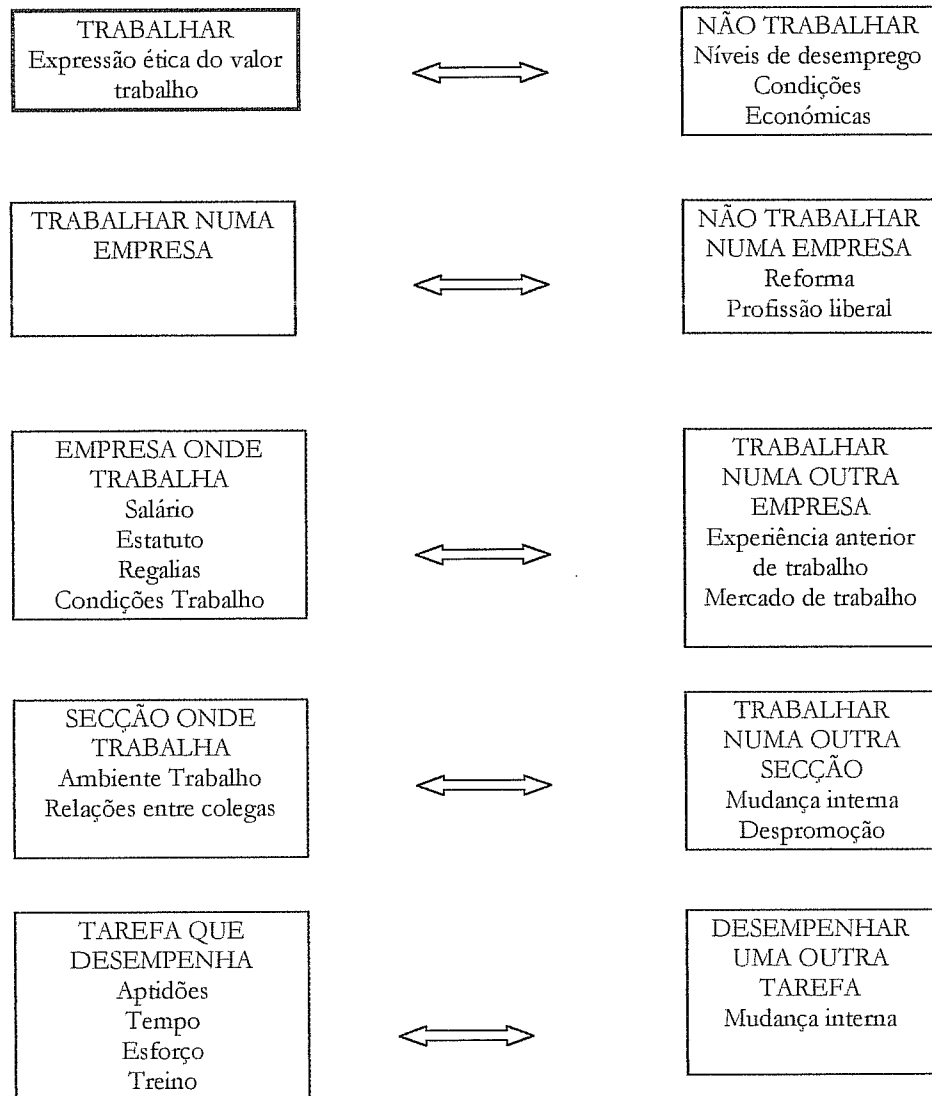 TRABALHAR
Expressão ética do valor
trabalho
NÃO TRABALHAR
Níveis de desemprego
Condições
Económicas
TRABALHAR NUMA
EMPRESA
NÃO TRABALHAR
NUMA EMPRESA
Reforma
Profissão liberal
EMPRESA ONDE
TRABALHA
Salário
Estatuto
Regalias
Condições Trabalho
TRABALHAR
NUMA OUTRA
EMPRESA
Experiência anterior
de trabalho
Mercado de trabalho
SECÇÃO ONDE
TRABALHA
Ambiente Trabalho
Relações entre colegas
TRABALHAR
NUMA OUTRA
SECÇÃO
Mudança interna
Despromoção
TAREFA QUE
DESEMPENHA
Aptidões
Tempo
Esforço
Treino
DESEMPENHAR
UMA OUTRA
TAREFA
Mudança interna